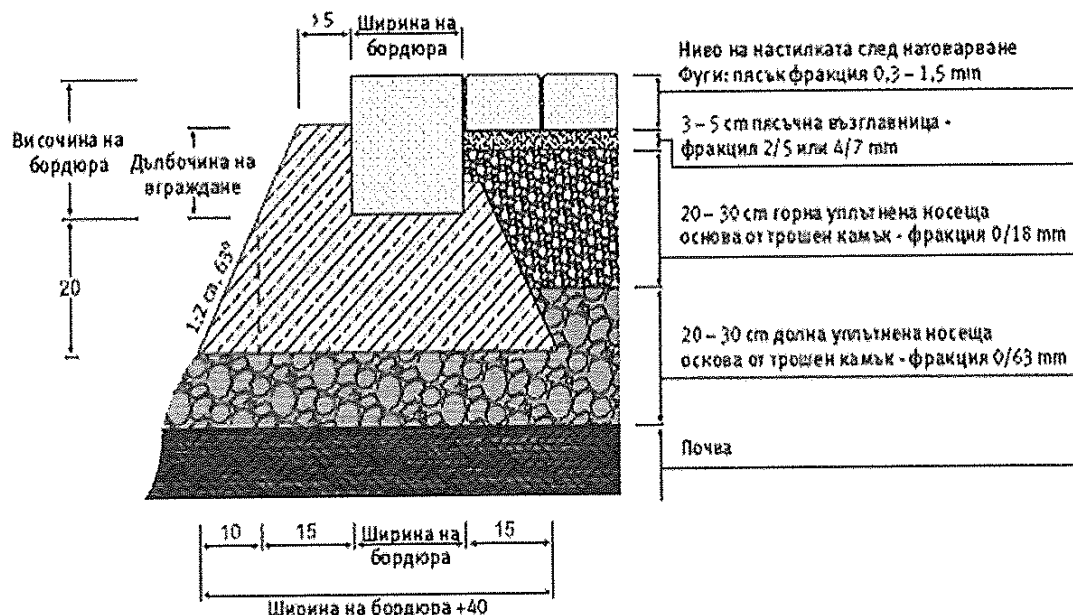 >5
Ширина на
бордюра
Височина на
бордюра
Дълбочина на
вграждане
20
1:2 сп. 63°
Ниво на настилката след натоварване
Фуги: пясък фракция 0,3 – 1,5 mm
3 – 5 cm пясъчна възглавница -
фракция 2/5 или 4/7 mm
20 – 30 cm горна уплътнена носеща
основа от трошен камък - фракция 0/18 mm
20 – 30 cm долна уплътнена носеща
основа от трошен камък - фракция 0/63 mm
Почва
10
15
Ширина на
бордюра
15
Ширина на бордюра +40